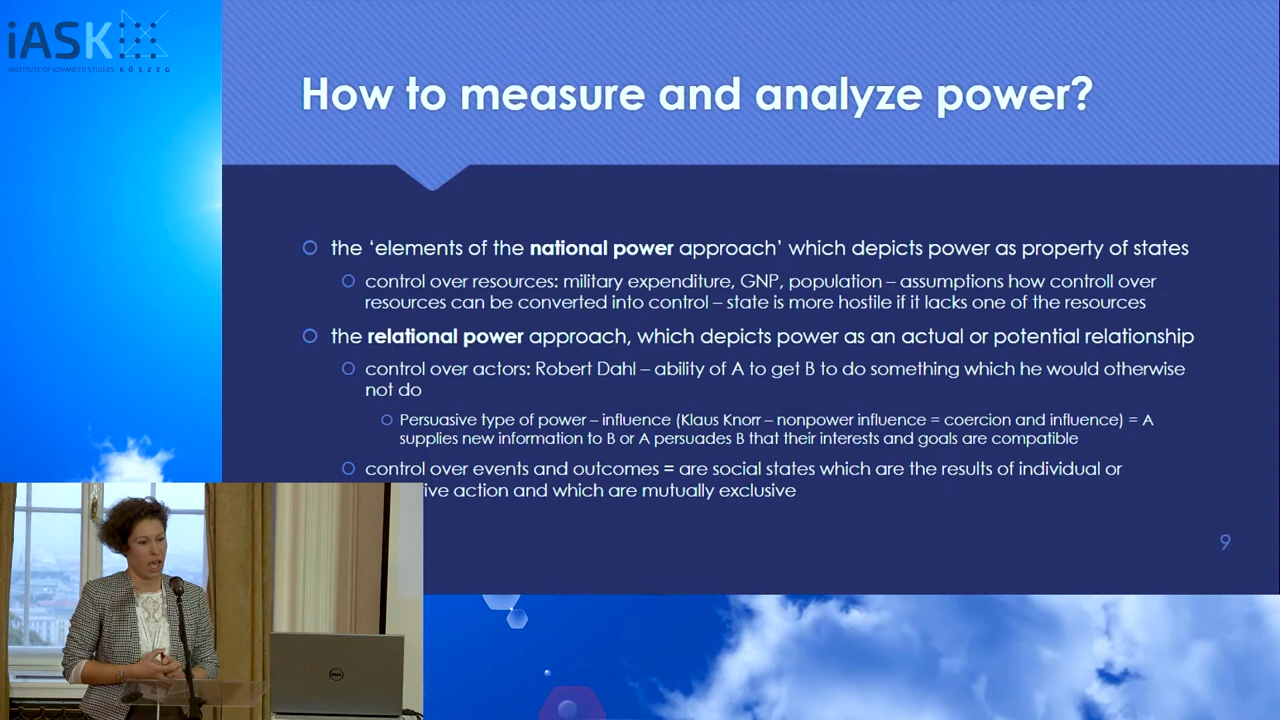 iASK
INSTITUTE OF ADVANCED STUDIES KŐSZEG
How to measure and analyze power?
the ‘elements of the national power approach’ which depicts power as property of states
control over resources: military expenditure, GNP, population – assumptions how controll over
resources can be converted into control – state is more hostile if it lacks one of the resources
the relational power approach, which depicts power as an actual or potential relationship
control over actors: Robert Dahl – ability of A to get B to do something which he would otherwise
not do
Persuasive type of power – influence (Klaus Knorr – nonpower influence = coercion and influence) = A
supplies new information to B or A persuades B that their interests and goals are compatible
control over events and outcomes = are social states which are the results of individual or
ive action and which are mutually exclusive
9
DELL